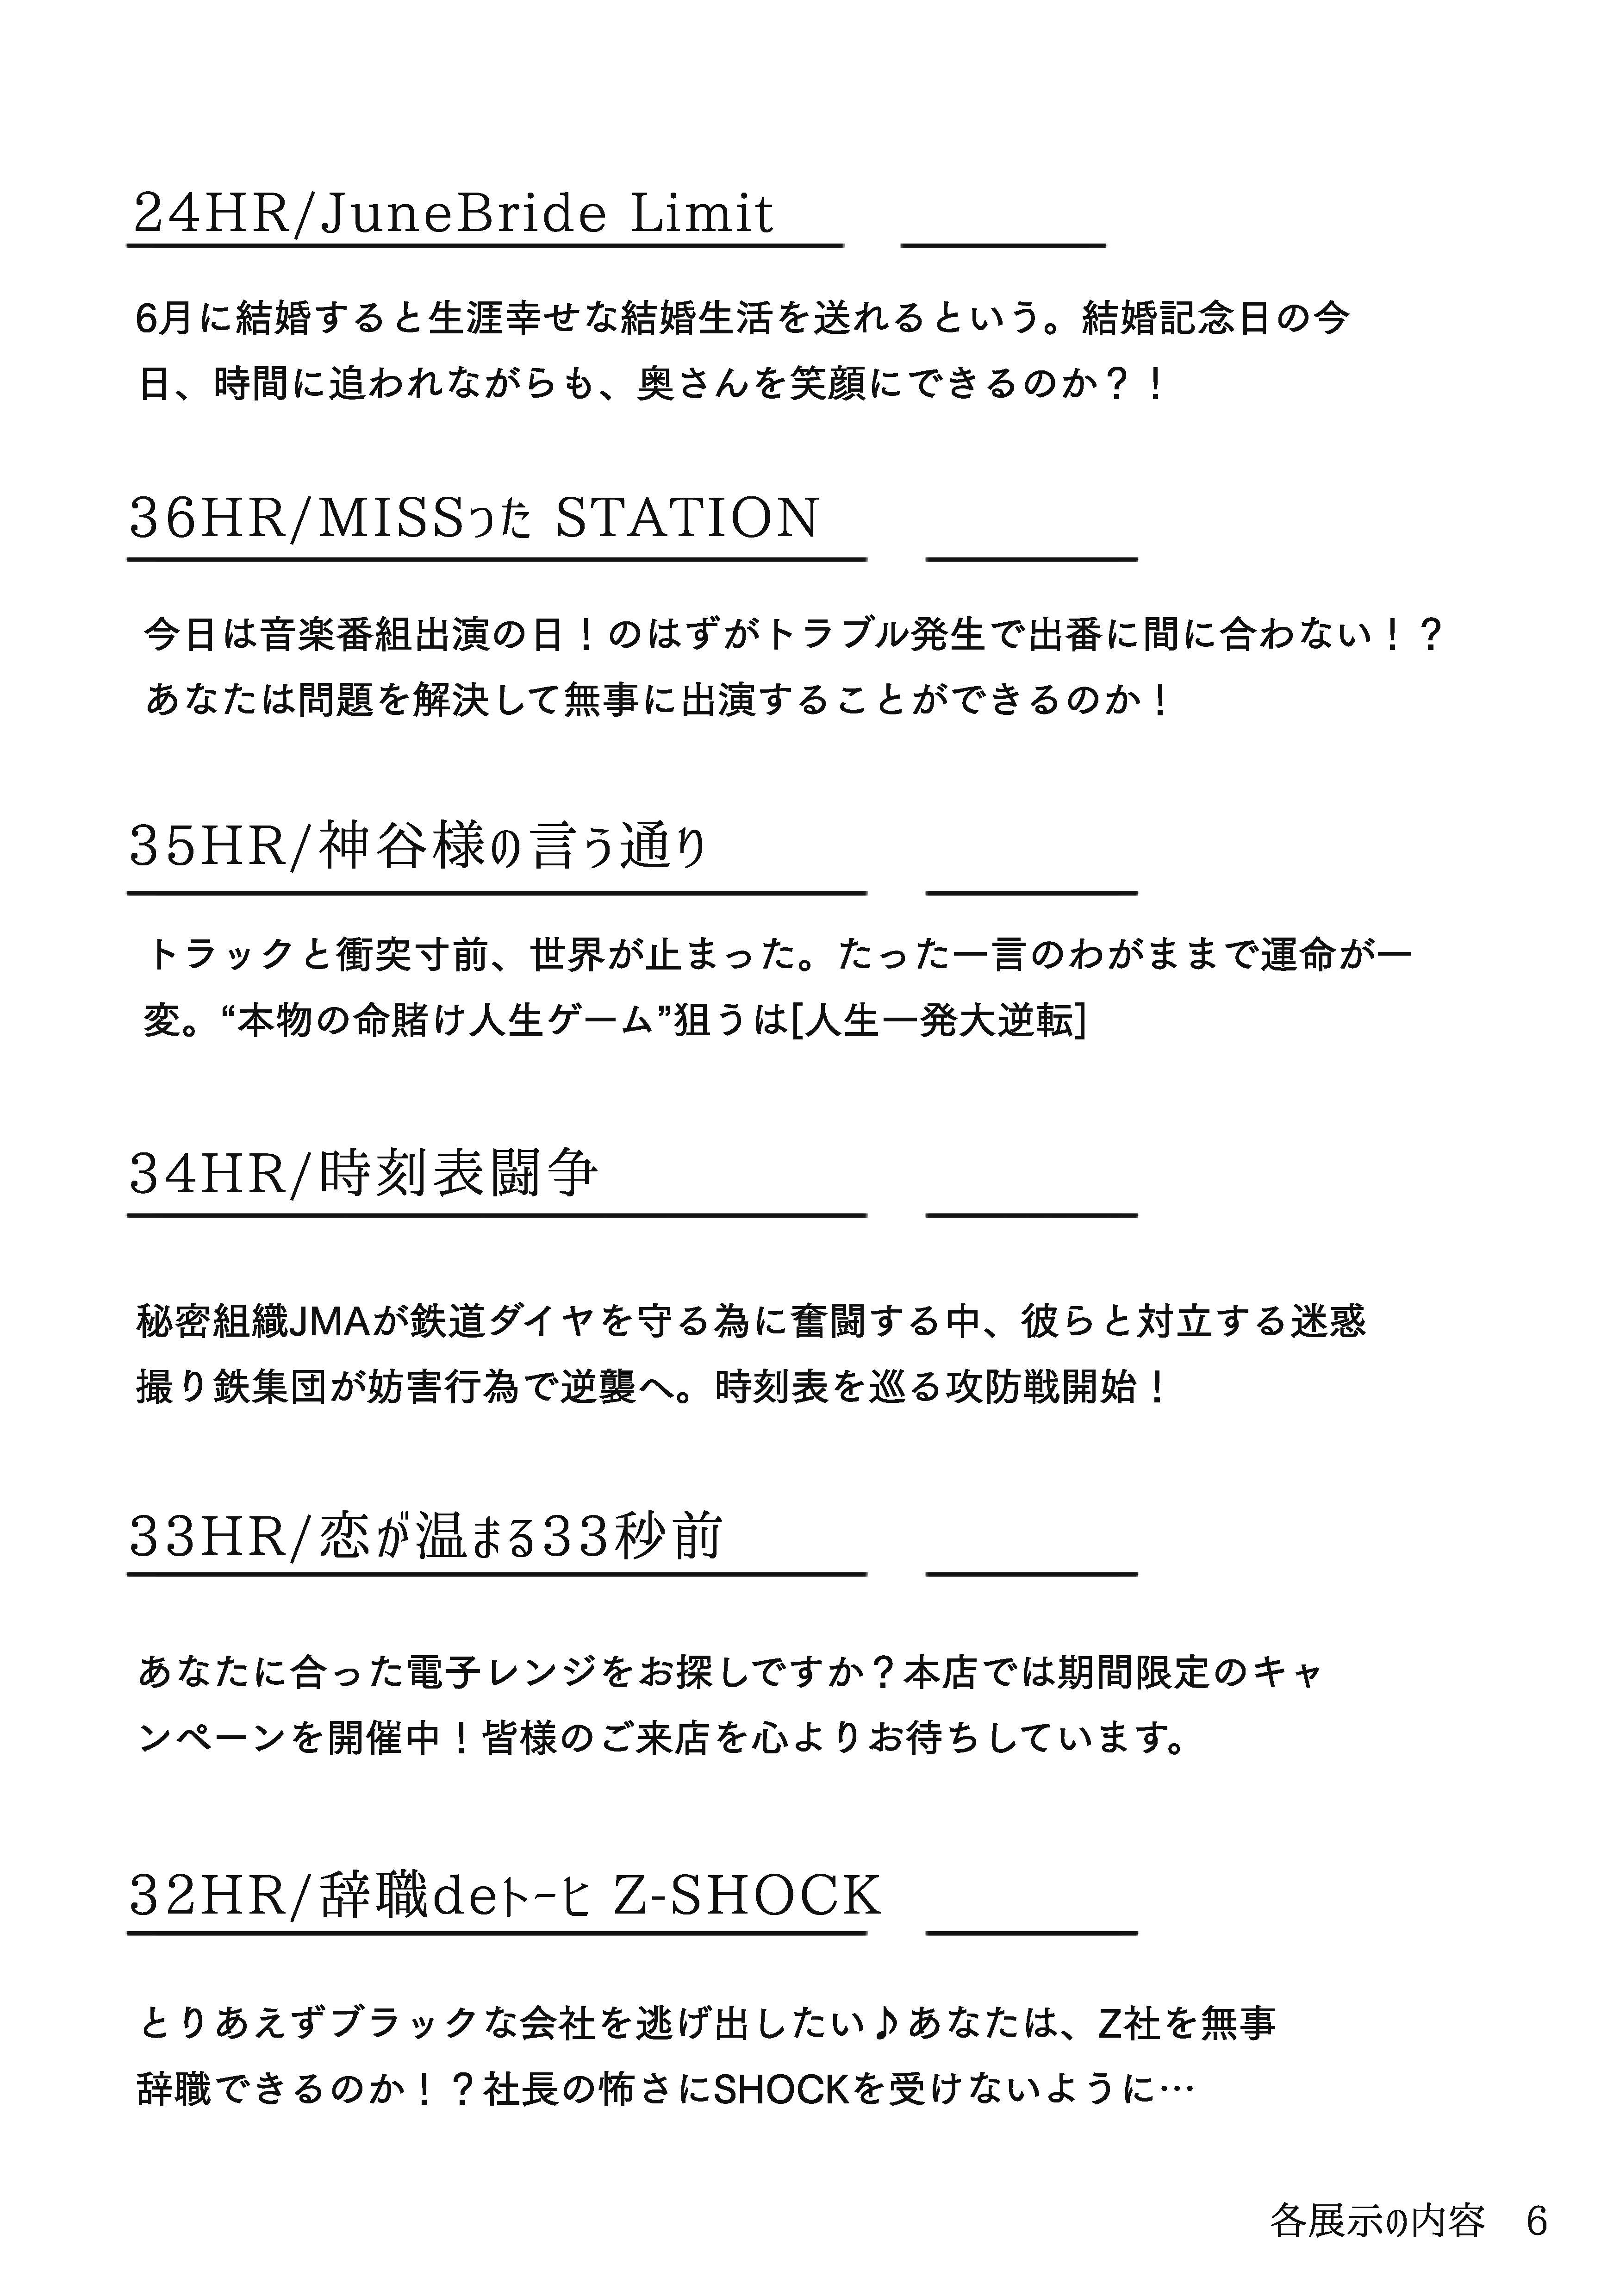 24HR/JuneBride Limit
6月に結婚すると生涯幸せな結婚生活を送れるという。結婚記念日の今
日、時間に追われながらも、奥さんを笑顔にできるのか？！
36HR/MISSった STATION
今日は音楽番組出演の日！のはずがトラブル発生で出番に間に合わない！？
あなたは問題を解決して無事に出演することができるのか！
35HR/神谷様の言う通り
トラックと衝突寸前、世界が止まった。たった一言のわがままで運命が一
変。“本物の命賭け人生ゲーム”狙うは[人生一発大逆転]
34HR/時刻表闘争
秘密組織JMAが鉄道ダイヤを守る為に奮闘する中、彼らと対立する迷惑
撮り鉄集団が妨害行為で逆襲へ。時刻表を巡る攻防戦開始！
33HR/恋が温まる33秒前
あなたに合った電子レンジをお探しですか？本店では期間限定のキャ
ンペーンを開催中！皆様のご来店を心よりお待ちしています。
32HR/辞職deトーヒ Z-SHOCK
とりあえずブラックな会社を逃げ出したい♪あなたは、Z社を無事
辞職できるのか！？社長の怖さにSHOCKを受けないように…
各展示の内容　6